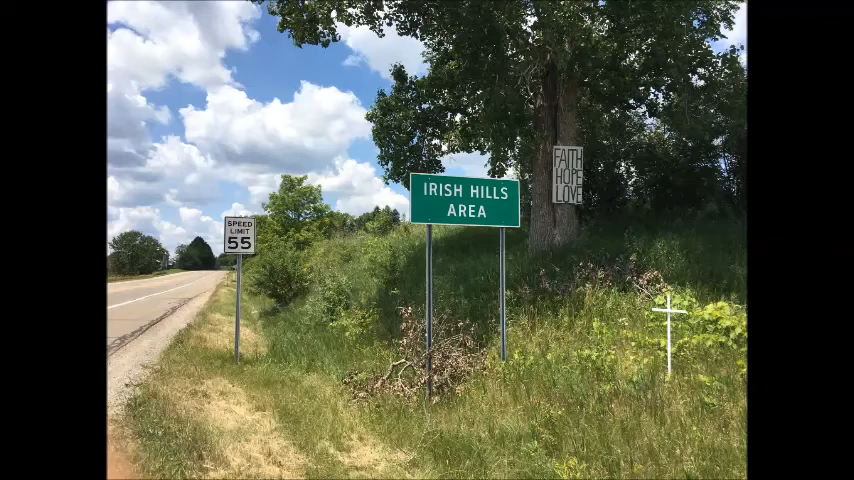 SPEED
LIMIT
55
IRISH HILLS
AREA
FAITH
HOPE
LOVE